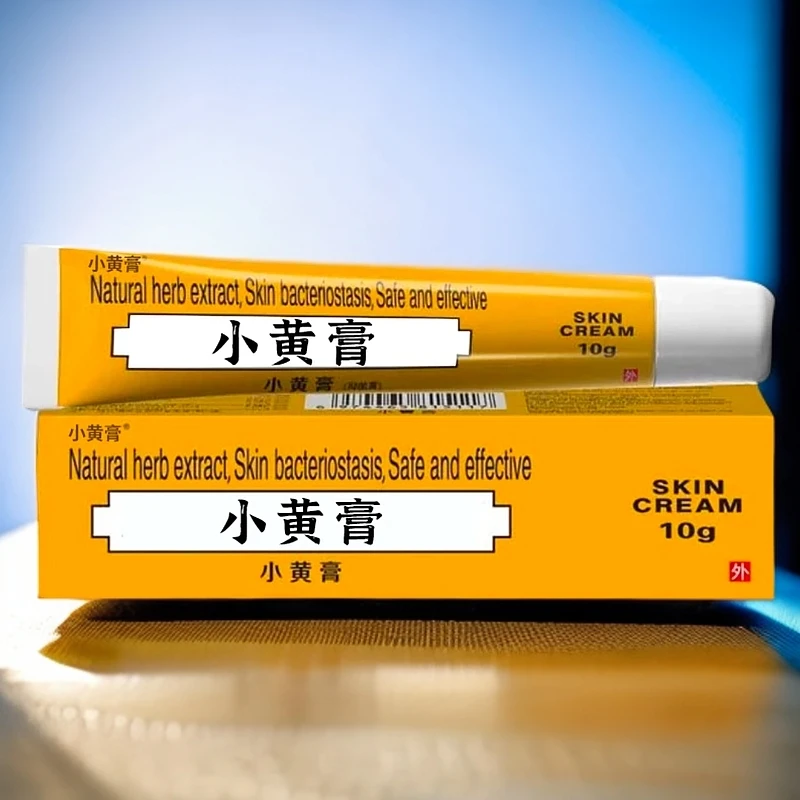 小黄膏®
Natural herb extract, Skin bacteriostasis, Safe and effective
小黄膏
小黄膏
SKIN
CREAM
10g
外
小黄膏®
Natural herb extract, Skin bacteriostasis, Safe and effective
小黄膏
小黄膏
SKIN
CREAM
10g
外